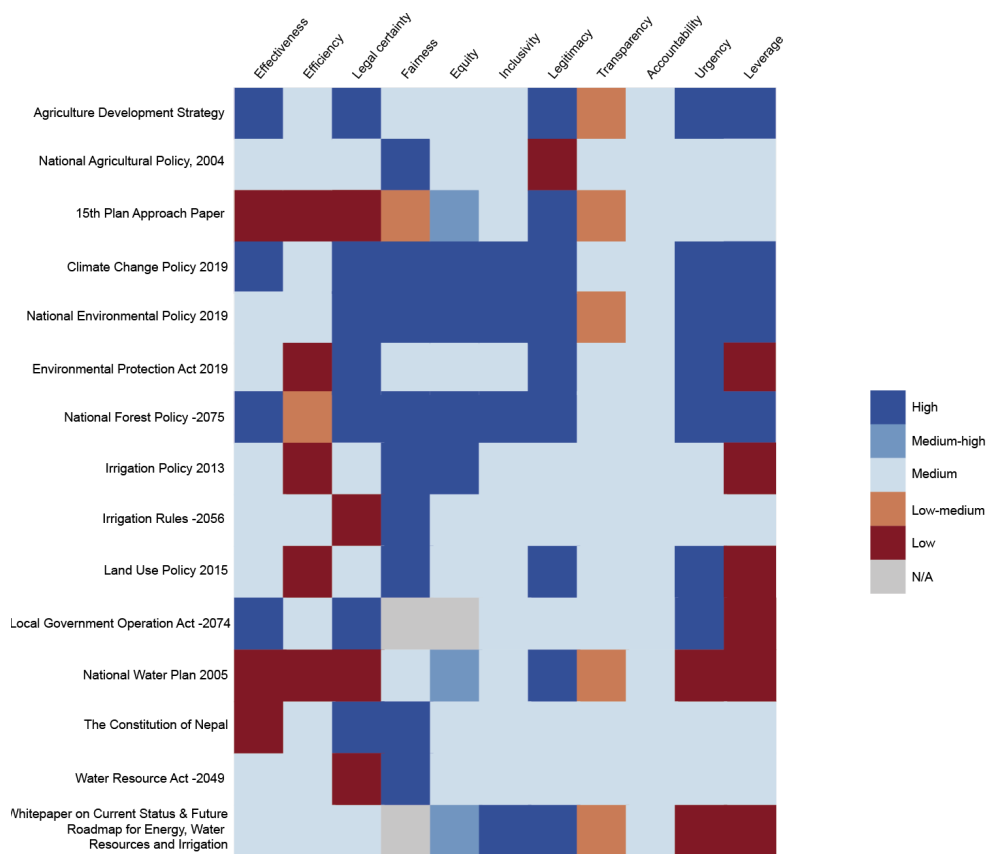 Effectiveness
Efficiency
Legal certainty
Fairness
Equity
Inclusivity
Legitimacy
Transparency
Accountability
Urgency
Leverage
Agriculture Development Strategy
National Agricultural Policy, 2004
15th Plan Approach Paper
Climate Change Policy 2019
National Environmental Policy 2019
Environmental Protection Act 2019
National Forest Policy -2075
Irrigation Policy 2013
Irrigation Rules -2056
Land Use Policy 2015
Local Government Operation Act -2074
National Water Plan 2005
The Constitution of Nepal
Water Resource Act -2049
Whitepaper on Current Status & Future
Roadmap for Energy, Water
Resources and Irrigation
High
Medium-high
Medium
Low-medium
Low
N/A